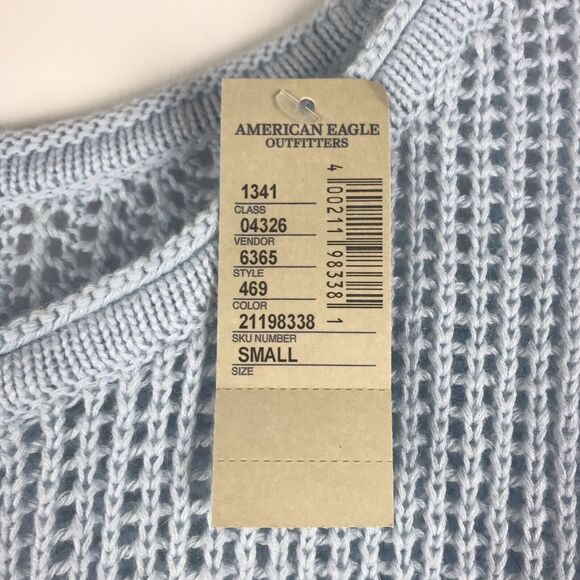 AMERICAN EAGLE
OUTFITTERS
1341
CLASS
04326
VENDOR
6365
STYLE
469
COLOR
21198338
SKU NUMBER
SMALL
SIZE
4 00211 98338 1